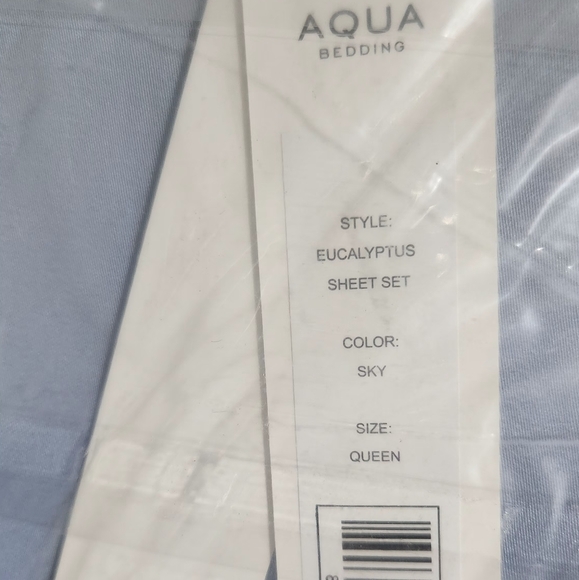 AQUA
BEDDING
STYLE:
EUCALYPTUS
SHEET SET
COLOR:
SKY
SIZE:
QUEEN